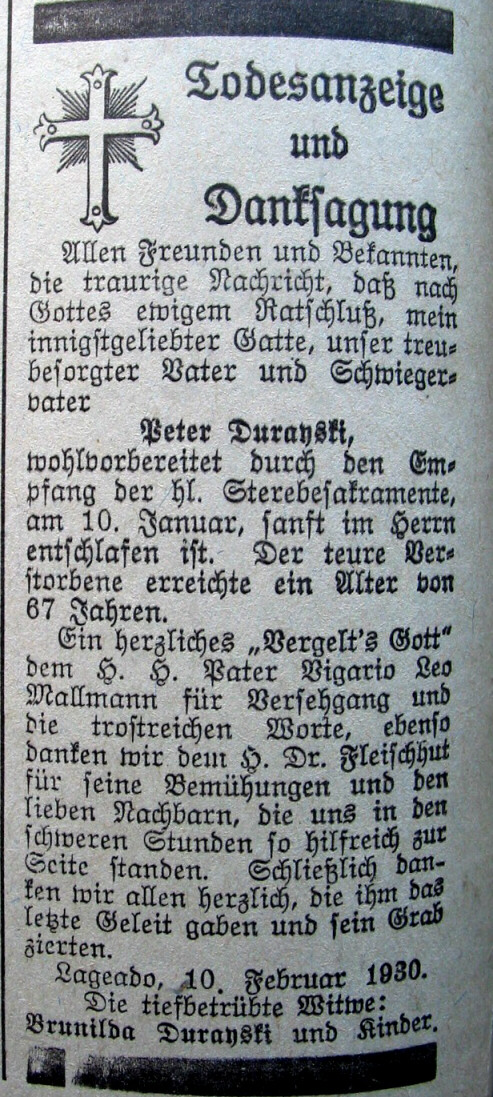 Todesanzeige
und
Danksagung
Allen Freunden und Bekannten,
die traurige Nachricht, daß nach
Gottes ewigem Ratschluß, mein
innigstgeliebter Gatte, unser treu-
besorgter Vater und Schwieger-
vater
Peter Durayski,
wohlvorbereitet durch den Em-
pfang der hl. Sterebesakramente,
am 10. Januar, sanft im Herrn
entschlafen ist. Der teure Ver-
storbene erreichte ein Alter von
67 Jahren.
Ein herzliches „Vergelt's Gott“
dem H. H. Pater Vigario Leo
Mallmann für Versehgang und
die trostreichen Worte, ebenso
danken wir dem H. Dr. Fleischhut
für seine Bemühungen und den
lieben Nachbarn, die uns in den
schweren Stunden so hilfreich zur
Seite standen. Schließlich dan-
ken wir allen herzlich, die ihm das
letzte Geleit gaben und sein Grab
zierten.
Lageado, 10. Februar 1930.
Die tiefbetrübte Witwe:
Brunilda Durayski und Kinder.